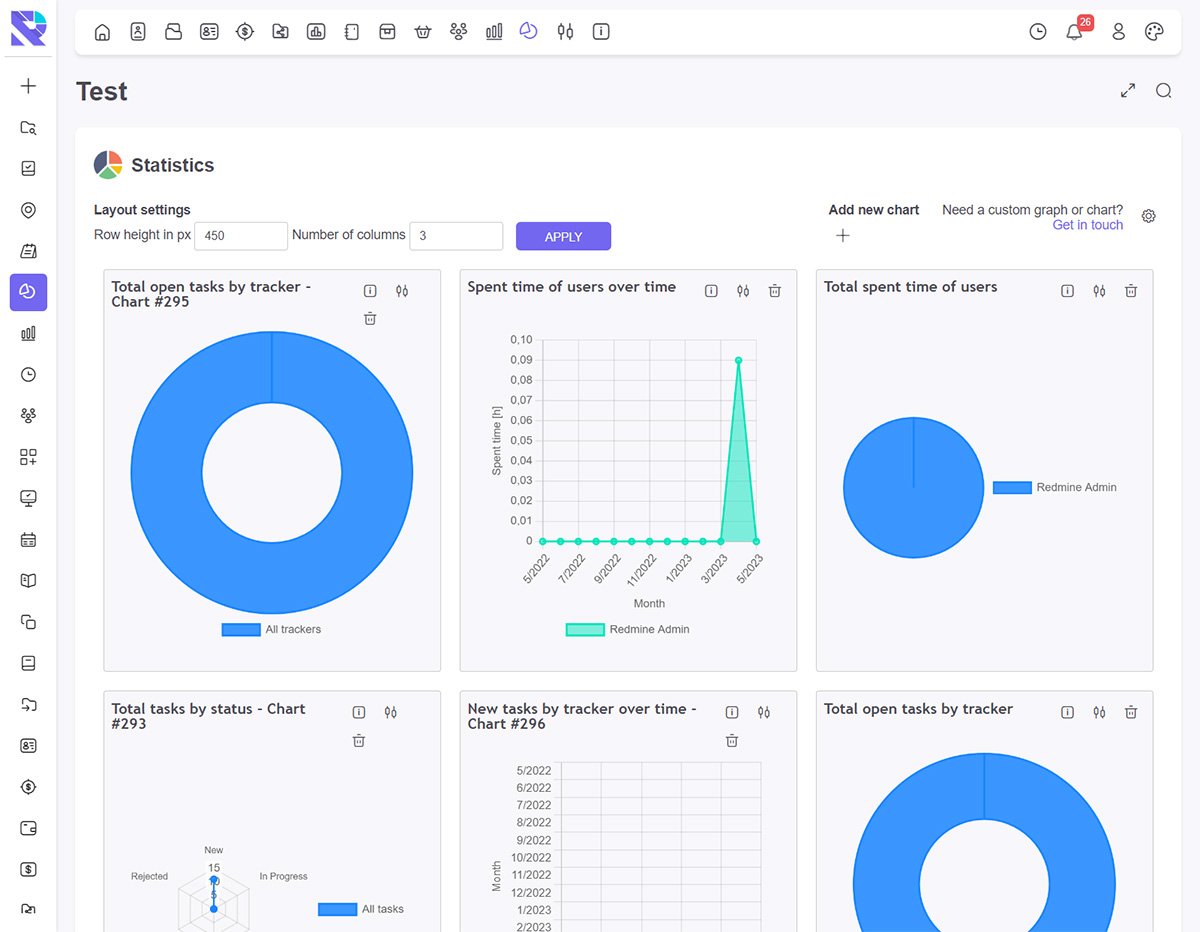 26
Test
Statistics
Layout settings
Row height in px 450 Number of columns 3 APPLY
Add new chart
Need a custom graph or chart?
Get in touch
Total open tasks by tracker -
Chart #295
All trackers
Spent time of users over time
0,10
0,09
0,08
0,07
0,06
0,05
0,04
0,03
0,02
0,01
0
Spent time [h]
5/2022 7/2022 9/2022 11/2022 1/2023 3/2023 5/2023
Month
Redmine Admin
Total spent time of users
Redmine Admin
Total tasks by status - Chart
#293
New
15
10
5
Rejected
In Progress
All tasks
New tasks by tracker over time -
Chart #296
5/2022
6/2022
7/2022
8/2022
9/2022
10/2022
11/2022
12/2022
1/2023
2/2023
Month
Total open tasks by tracker